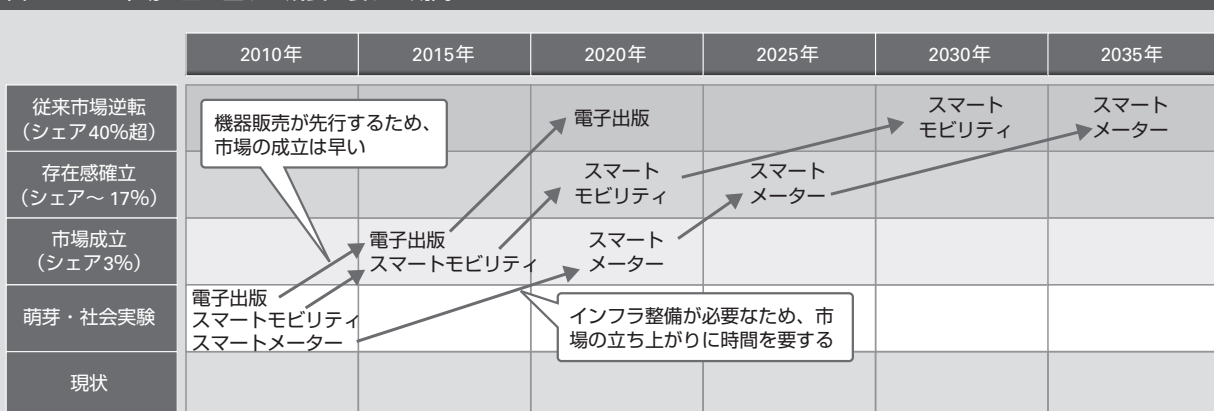 2010年
2015年
2020年
2025年
2030年
2035年
従来市場逆転
(シェア40%超)
機器販売が先行するため、
市場の成立は早い
電子出版
スマート
モビリティ
スマート
メーター
存在感確立
(シェア～17%)
スマート
モビリティ
スマート
メーター
市場成立
(シェア3%)
電子出版
スマートモビリティ
スマート
メーター
萌芽・社会実験
電子出版
スマートモビリティ
スマートメーター
インフラ整備が必要なため、市
場の立ち上がりに時間を要する
現状